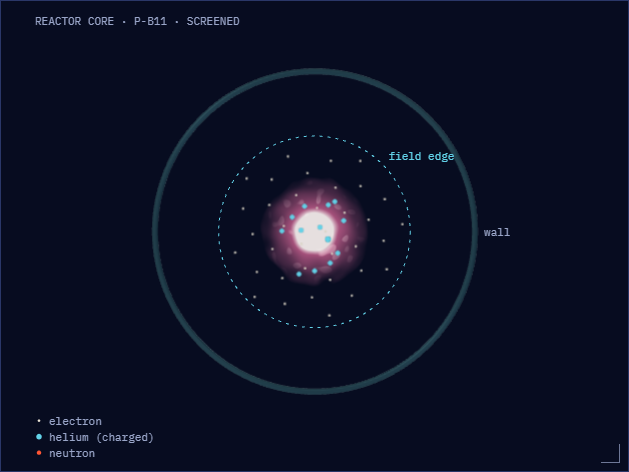 REACTOR CORE · P-B11 · SCREENED
field edge
wall
electron
helium (charged)
neutron